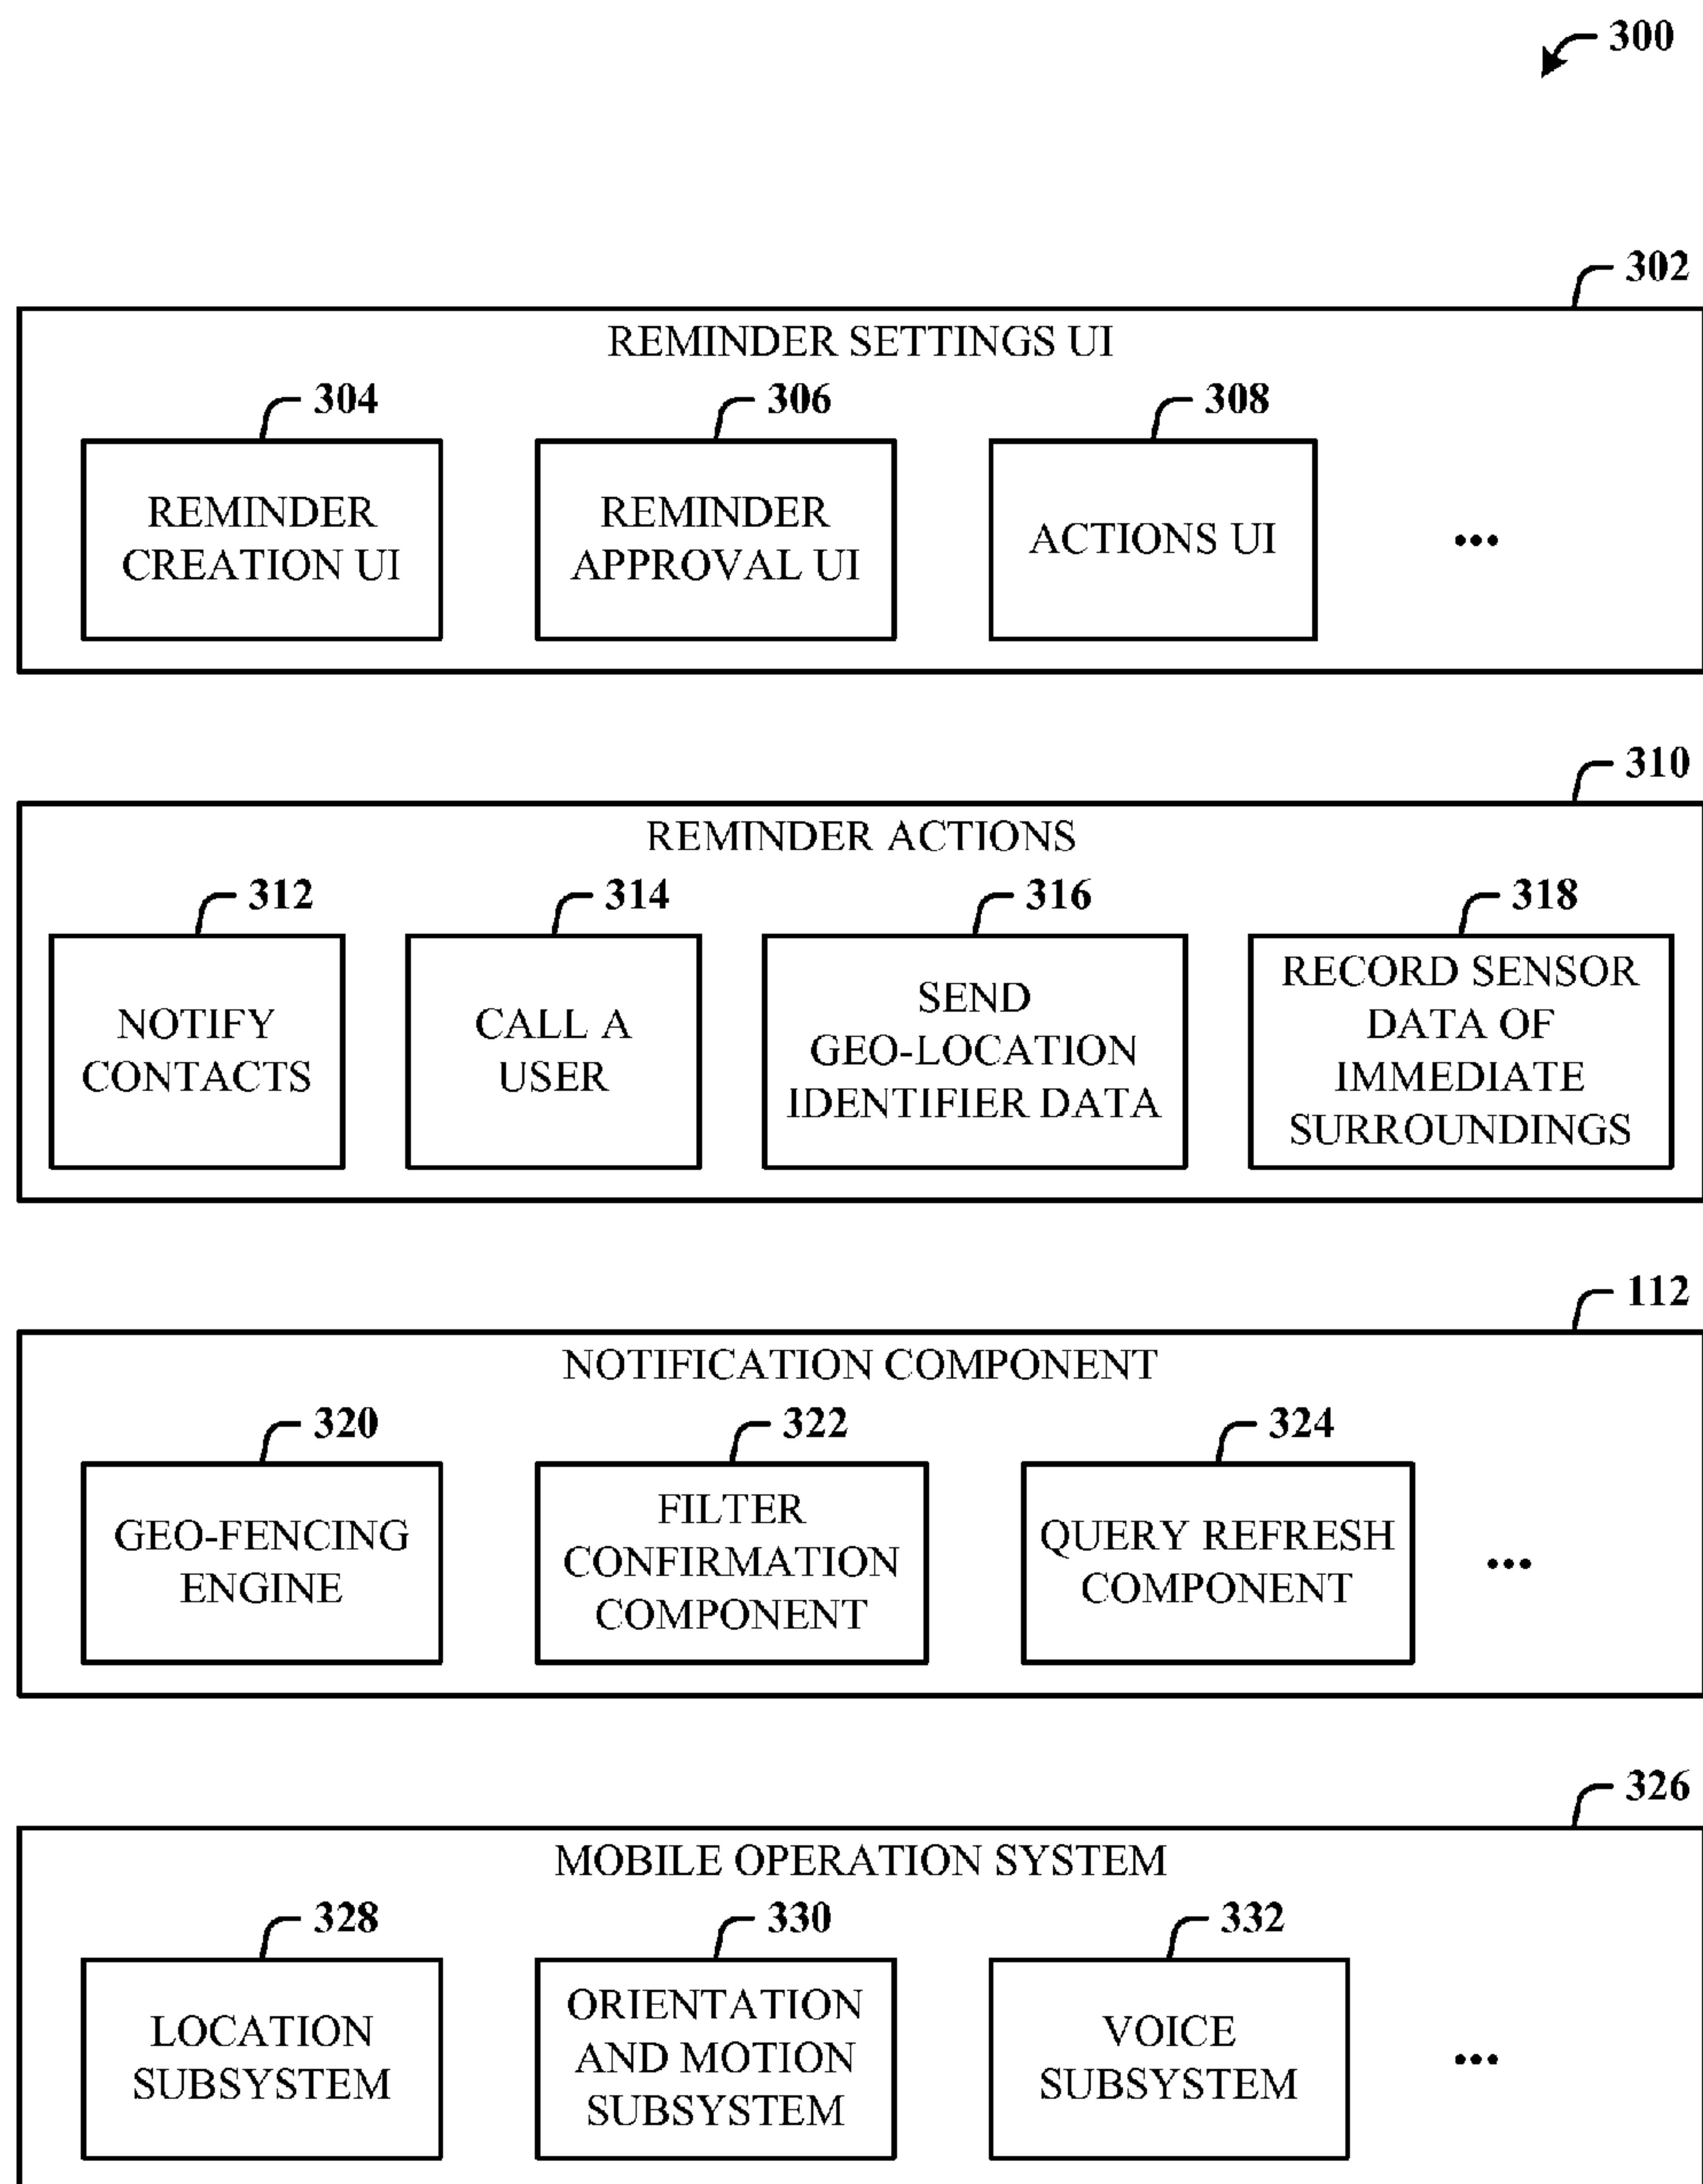 300
302
REMINDER SETTINGS UI
304
306
308
REMINDER
CREATION UI
REMINDER
APPROVAL UI
ACTIONS UI
...
310
REMINDER ACTIONS
312
314
316
318
NOTIFY
CONTACTS
CALL A
USER
SEND
GEO-LOCATION
IDENTIFIER DATA
RECORD SENSOR
DATA OF
IMMEDIATE
SURROUNDINGS
112
NOTIFICATION COMPONENT
320
322
324
GEO-FENCING
ENGINE
FILTER
CONFIRMATION
COMPONENT
QUERY REFRESH
COMPONENT
...
326
MOBILE OPERATION SYSTEM
328
330
332
LOCATION
SUBSYSTEM
ORIENTATION
AND MOTION
SUBSYSTEM
VOICE
SUBSYSTEM
...